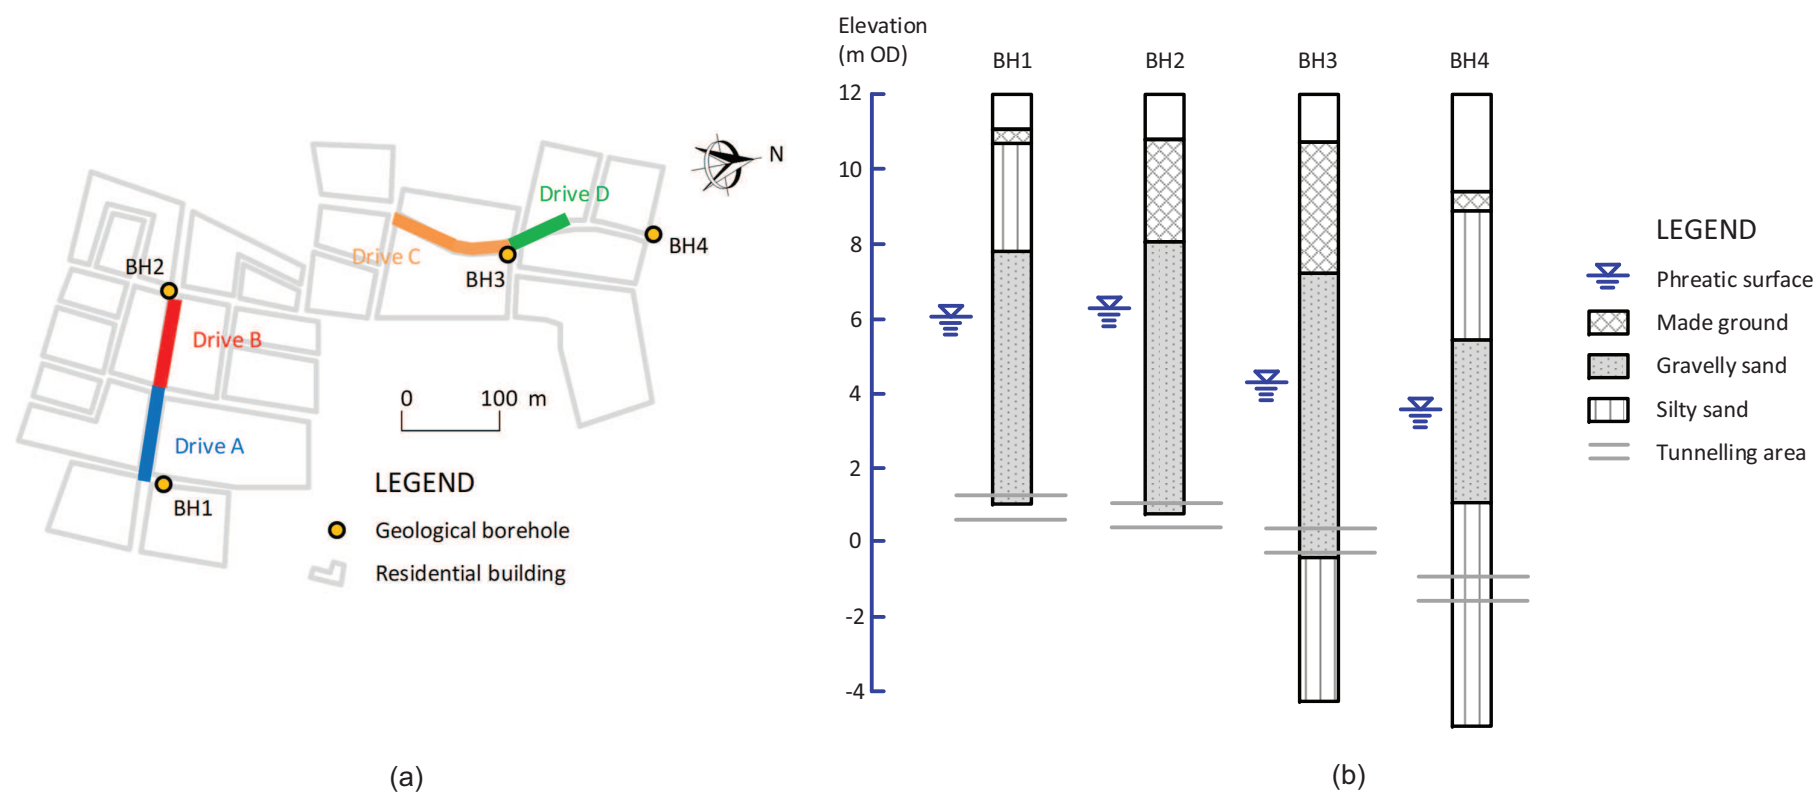 N
Drive D
Drive C
BH4
BH3
BH2
Drive B
0 100 m
Drive A
BH1
LEGEND
Geological borehole
Residential building
(a)
Elevation
(m OD)
BH1 BH2 BH3 BH4
12
10
8
6
4
2
0
-2
-4
LEGEND
Phreatic surface
Made ground
Gravelly sand
Silty sand
Tunnelling area
(b)